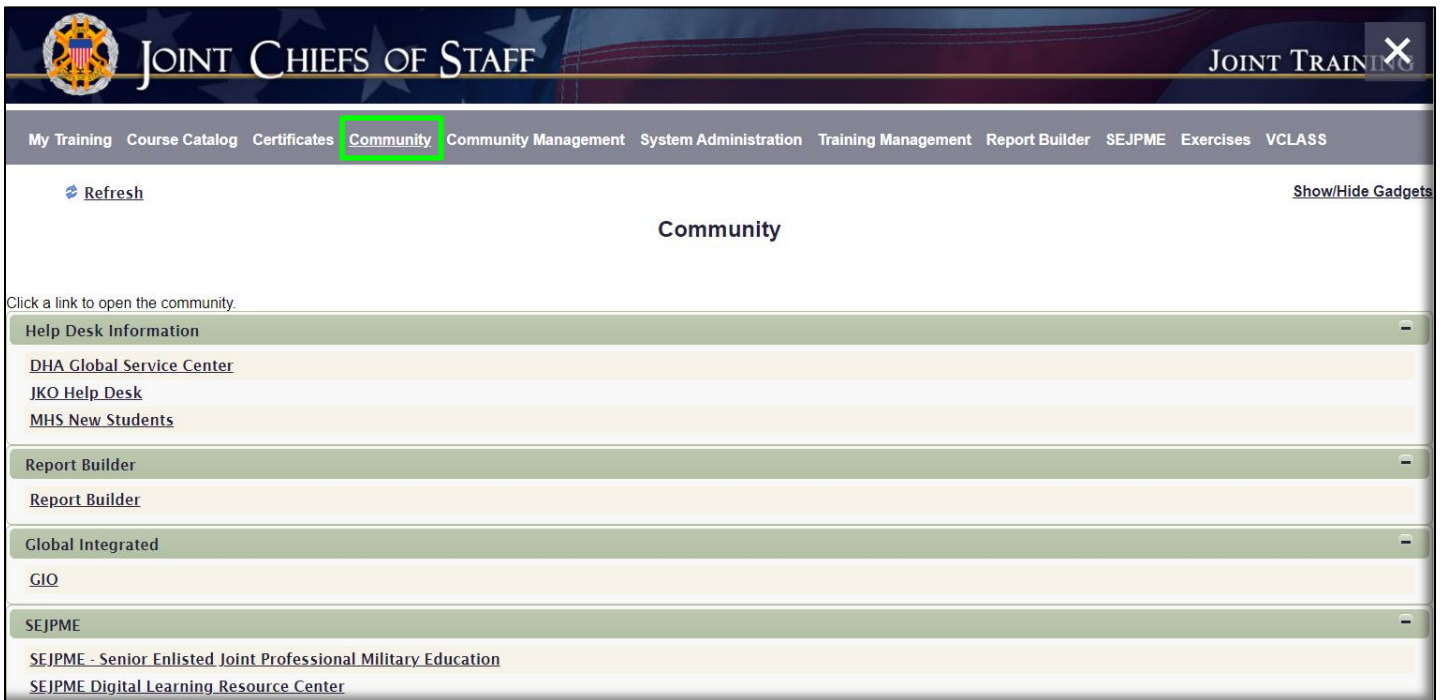 JOINT CHIEFS OF STAFF
JOINT TRAINING
My Training Course Catalog Certificates Community Community Management System Administration Training Management Report Builder SEJPME Exercises VCLASS
Refresh
Show/Hide Gadgets
Community
Click a link to open the community.
Help Desk Information
DHA Global Service Center
JKO Help Desk
MHS New Students
Report Builder
Report Builder
Global Integrated
GIO
SEJPME
SEJPME - Senior Enlisted Joint Professional Military Education
SEJPME Digital Learning Resource Center